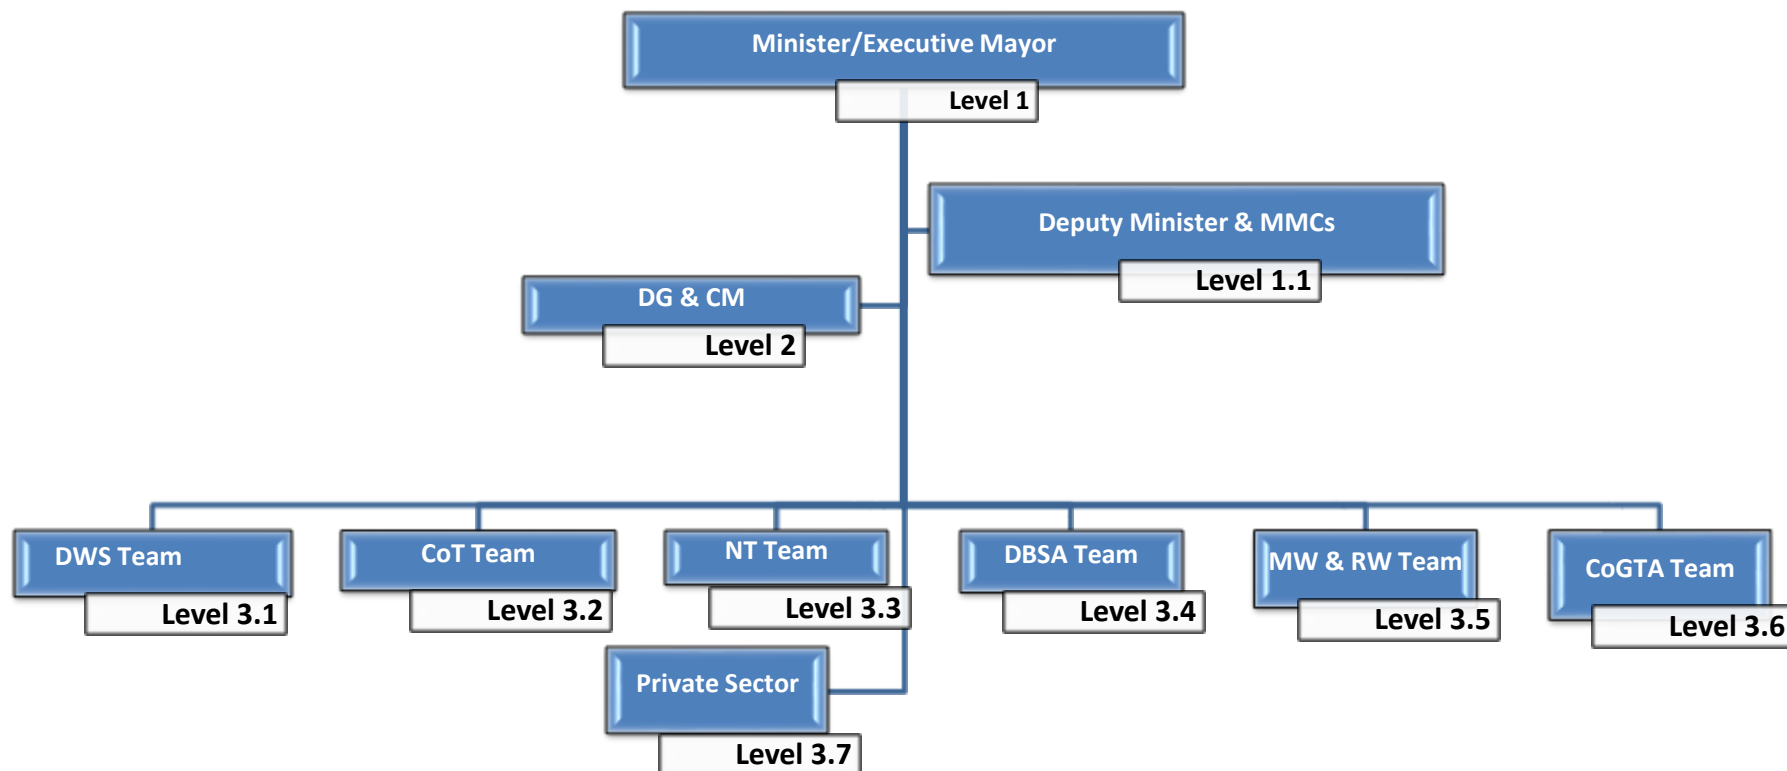 Minister/Executive Mayor
Level 1
Deputy Minister & MMCs
Level 1.1
DG & CM
Level 2
DWS Team
Level 3.1
CoT Team
Level 3.2
NT Team
Level 3.3
DBSA Team
Level 3.4
MW & RW Team
Level 3.5
CoGTA Team
Level 3.6
Private Sector
Level 3.7